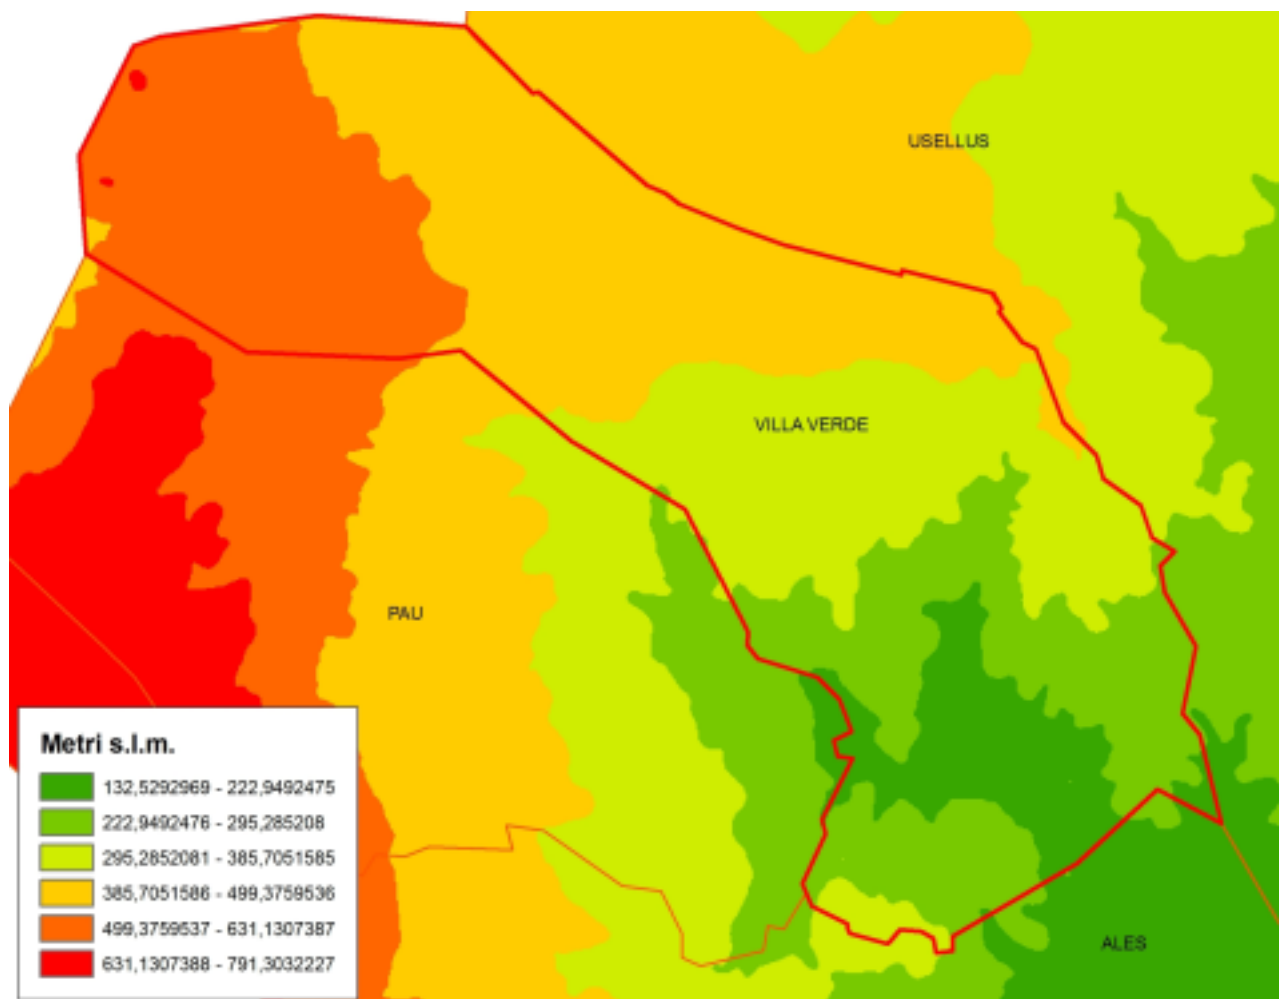 USELLUS
VILLA VERDE
PAU
Metri s.l.m.
132,5292969 - 222,9492475
222,9492476 - 295,285208
295,2852081 - 385,7051585
385,7051586 - 499,3759536
499,3759537 - 631,1307387
631,1307388 - 791,3032227
ALES